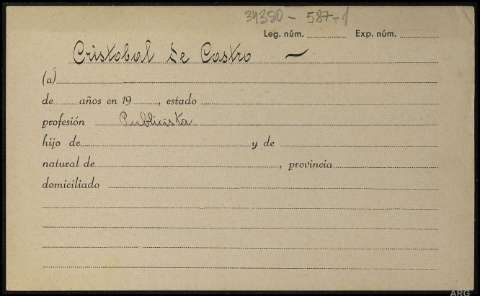 34380 - 587-1
Leg. núm. Exp. núm.
Cristobal de Castro
(a)
de años en 19 , estado
profesión Publicista
hijo de y de
natural de , provincia
domiciliado
ARG